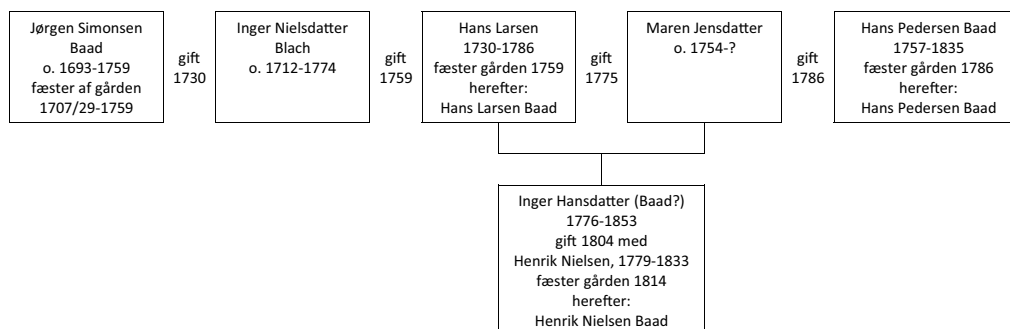 Jørgen Simonsen
Baad
o. 1693-1759
fæster af gården
1707/29-1759
gift
1730
Inger Nielsdatter
Blach
o. 1712-1774
gift
1759
Hans Larsen
1730-1786
fæster gården 1759
herefter:
Hans Larsen Baad
gift
1775
Maren Jensdatter
o. 1754-?
gift
1786
Hans Pedersen Baad
1757-1835
fæster gården 1786
herefter:
Hans Pedersen Baad
Inger Hansdatter (Baad?)
1776-1853
gift 1804 med
Henrik Nielsen, 1779-1833
fæster gården 1814
herefter:
Henrik Nielsen Baad